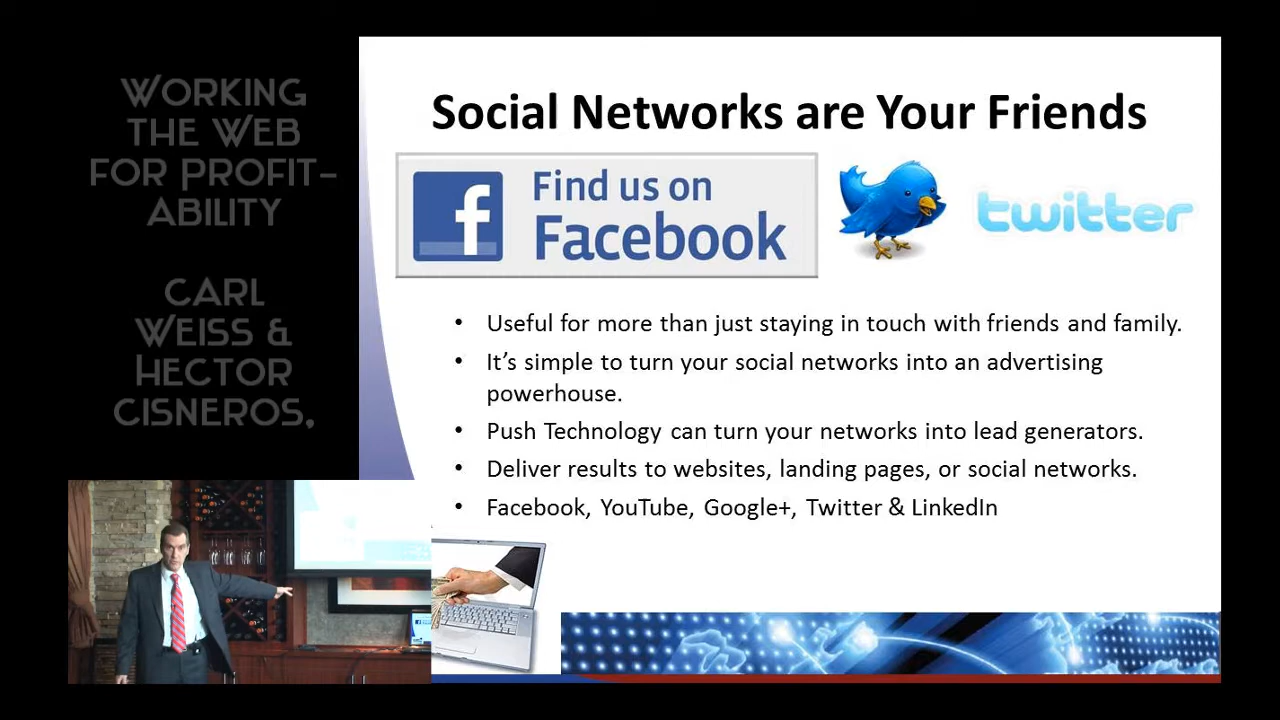 WORKING
THE WEB
FOR PROFIT-
ABILITY
CARL
WEISS &
HECTOR
CISNEROS,
Social Networks are Your Friends
f
Find us on
Facebook
twitter
• Useful for more than just staying in touch with friends and family.
• It’s simple to turn your social networks into an advertising
powerhouse.
• Push Technology can turn your networks into lead generators.
• Deliver results to websites, landing pages, or social networks.
• Facebook, YouTube, Google+, Twitter & LinkedIn